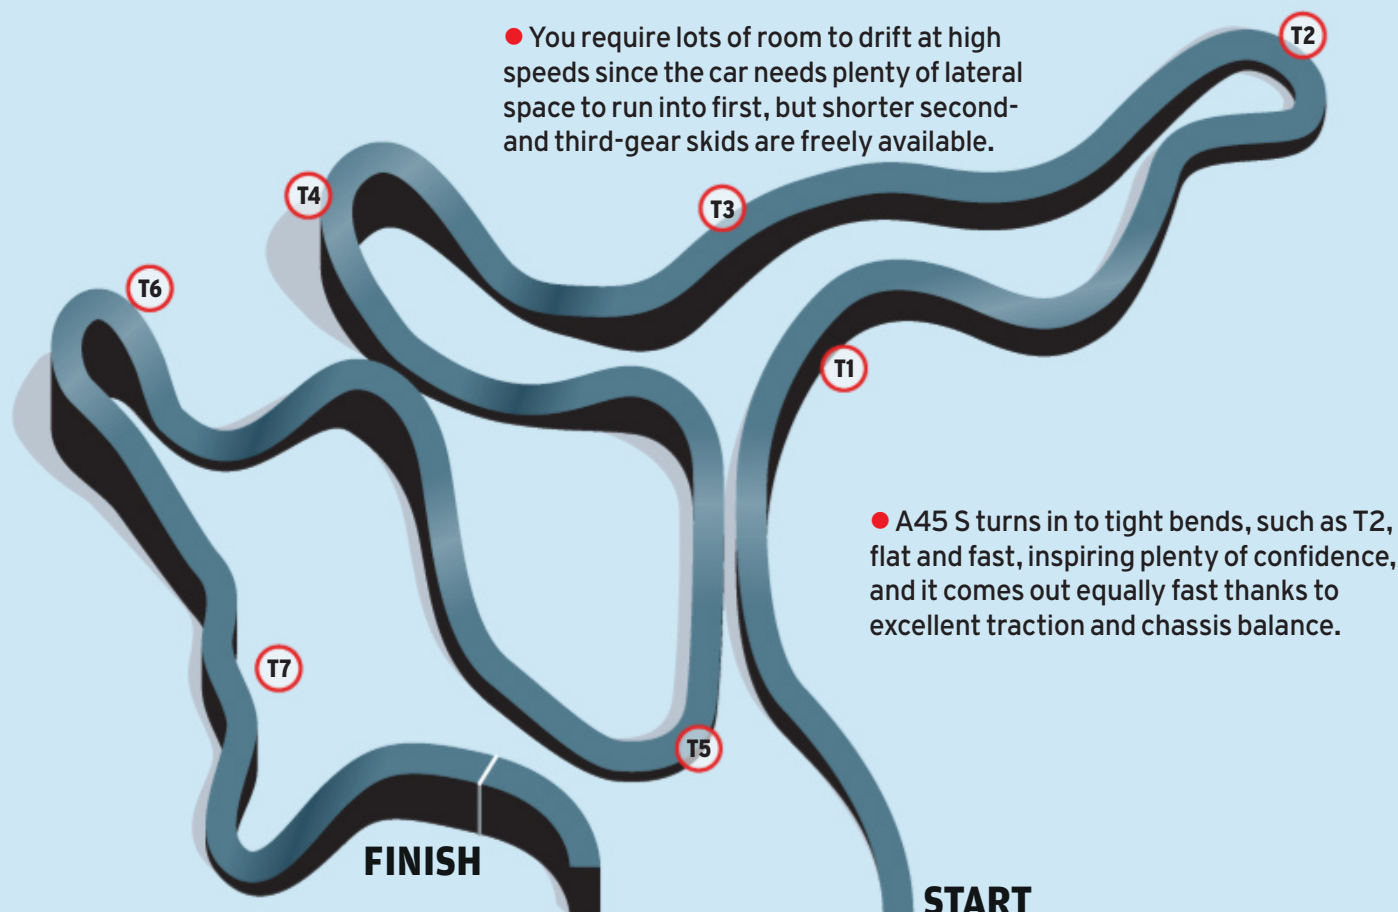 ● You require lots of room to drift at high
speeds since the car needs plenty of lateral
space to run into first, but shorter second-
and third-gear skids are freely available.
T2
T4
T3
T6
T1
● A45 S turns in to tight bends, such as T2,
flat and fast, inspiring plenty of confidence,
and it comes out equally fast thanks to
excellent traction and chassis balance.
T7
T5
FINISH
START